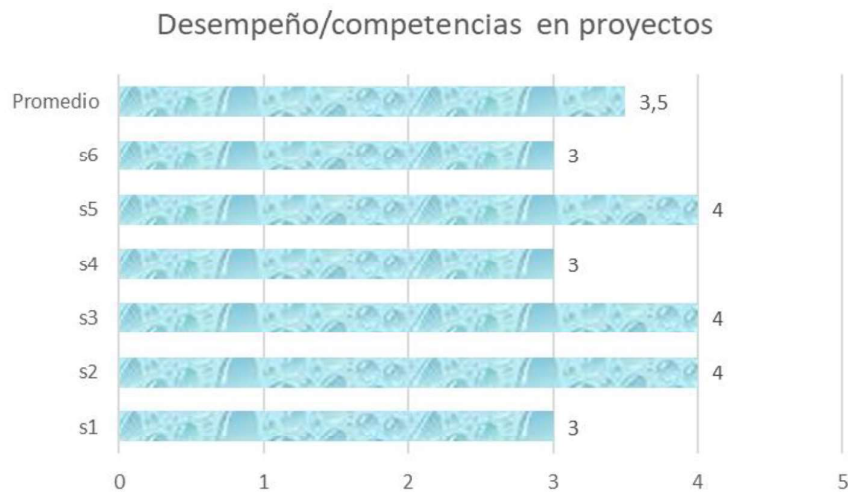 Desempeño/competencias en proyectos
Promedio 3,5
s6 3
s5 4
s4 3
s3 4
s2 4
s1 3
0 1 2 3 4 5